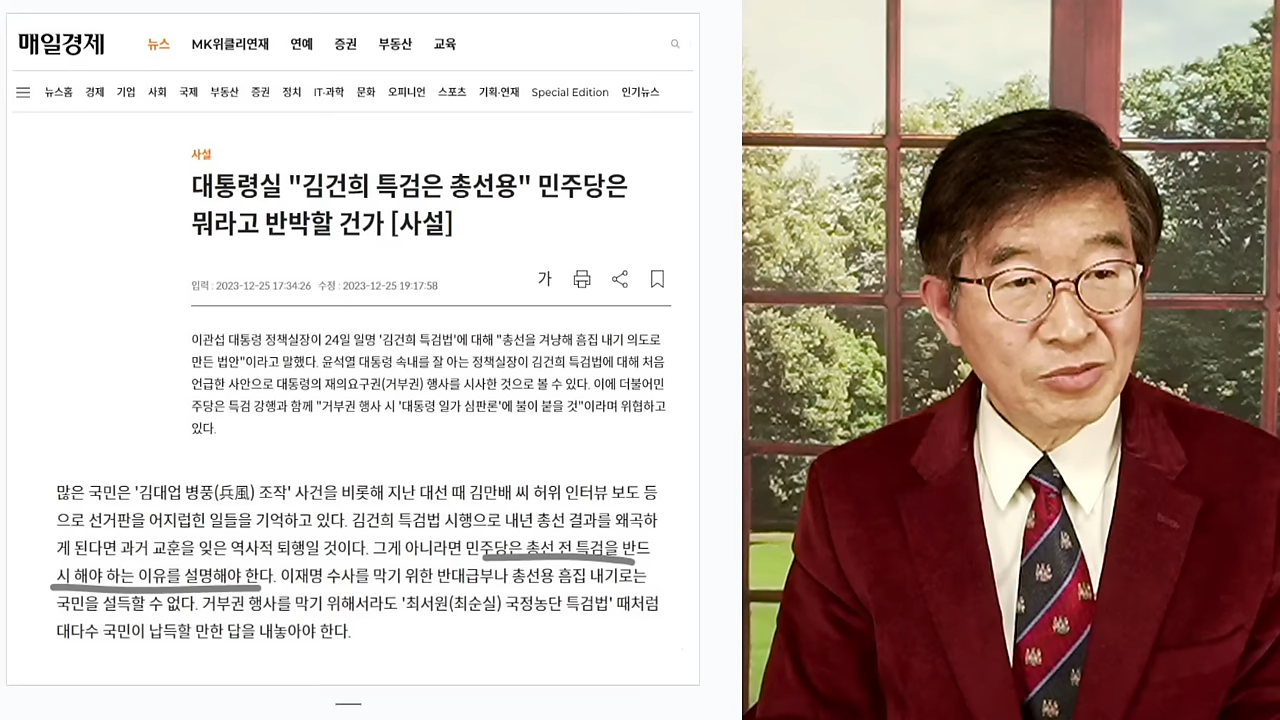 매일경제
뉴스 MK위클리연재 연예 증권 부동산 교육
뉴스홈 경제 기업 사회 국제 부동산 증권 정치 IT·과학 문화 오피니언 스포츠 기획·연재 Special Edition 인기뉴스
사설
대통령실 "김건희 특검은 총선용" 민주당은
뭐라고 반박할 건가 [사설]
입력 : 2023-12-25 17:34:26 수정 : 2023-12-25 19:17:58
가
이관섭 대통령 정책실장이 24일 일명 '김건희 특검법'에 대해 "총선을 겨냥해 흠집 내기 의도로
만든 법안"이라고 말했다. 윤석열 대통령 속내를 잘 아는 정책실장이 김건희 특검법에 대해 처음
언급한 사안으로 대통령의 재의요구권(거부권) 행사를 시사한 것으로 볼 수 있다. 이에 더불어민
주당은 특검 강행과 함께 "거부권 행사 시 '대통령 일가 심판론'에 불이 붙을 것"이라며 위협하고
있다.
많은 국민은 '김대업 병풍(兵風) 조작' 사건을 비롯해 지난 대선 때 김만배 씨 허위 인터뷰 보도 등
으로 선거판을 어지럽힌 일들을 기억하고 있다. 김건희 특검법 시행으로 내년 총선 결과를 왜곡하
게 된다면 과거 교훈을 잊은 역사적 퇴행일 것이다. 그게 아니라면 민주당은 총선 전 특검을 반드
시 해야 하는 이유를 설명해야 한다. 이재명 수사를 막기 위한 반대급부나 총선용 흠집 내기로는
국민을 설득할 수 없다. 거부권 행사를 막기 위해서라도 '최서원(최순실) 국정농단 특검법' 때처럼
대다수 국민이 납득할 만한 답을 내놓아야 한다.